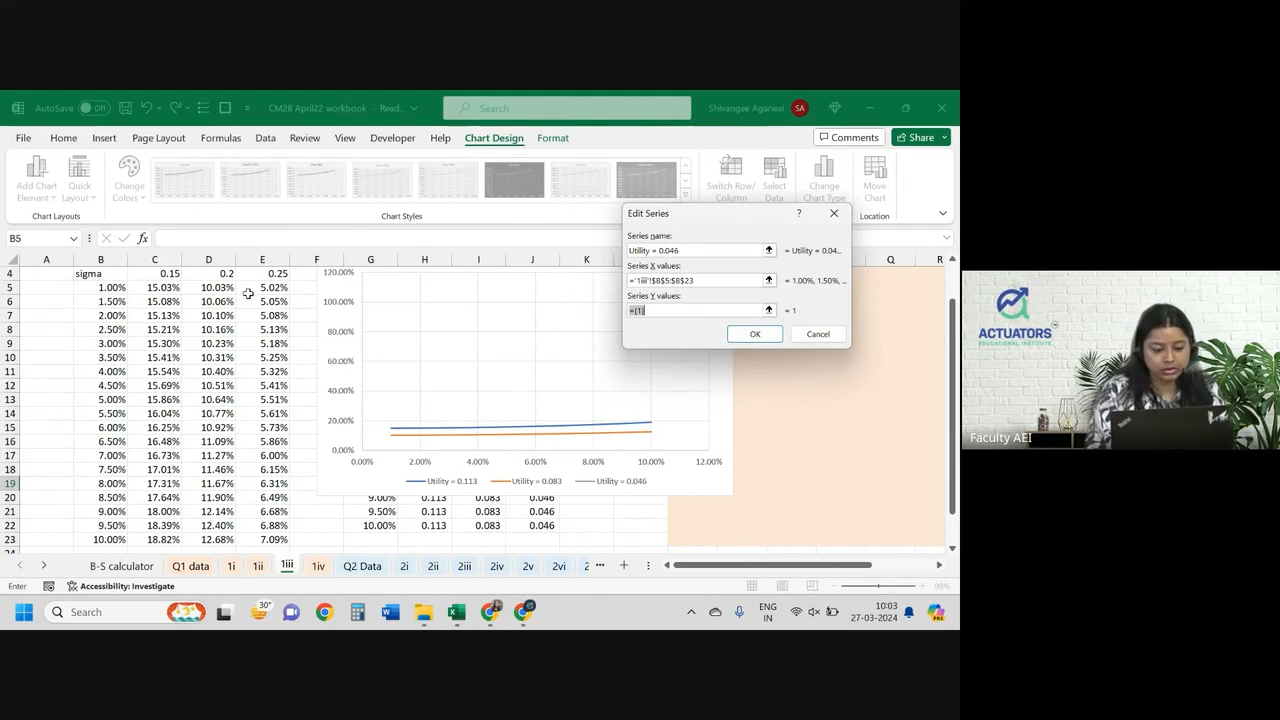 AutoSave Off CM2B April22 workbook - Read... Search Shivangee Agarwal SA
File Home Insert Page Layout Formulas Data Review View Developer Help Chart Design Format Comments Share
Add Chart Element Quick Layout Change Colors Switch Row/ Column Select Data Change Chart Type Move Chart
Chart Layouts Chart Styles Location
B5 fx
Edit Series ?
Series name:
Utility = 0.046 = Utility = 0.04...
Series X values:
='1iii'!$B$5:$B$23 = 1.00%, 1.50%, ...
Series Y values:
={1} = 1
OK Cancel
A B C D E F G H I J K Q R
4 sigma 0.15 0.2 0.25
5 1.00% 15.03% 10.03% 5.02%
6 1.50% 15.08% 10.06% 5.05%
7 2.00% 15.13% 10.10% 5.08%
8 2.50% 15.21% 10.16% 5.13%
9 3.00% 15.30% 10.23% 5.18%
10 3.50% 15.41% 10.31% 5.25%
11 4.00% 15.54% 10.40% 5.32%
12 4.50% 15.69% 10.51% 5.41%
13 5.00% 15.86% 10.64% 5.51%
14 5.50% 16.04% 10.77% 5.61%
15 6.00% 16.25% 10.92% 5.73%
16 6.50% 16.48% 11.09% 5.86%
17 7.00% 16.73% 11.27% 6.00%
18 7.50% 17.01% 11.46% 6.15%
19 8.00% 17.31% 11.67% 6.31%
20 8.50% 17.64% 11.90% 6.49% 9.00% 0.113 0.083 0.046
21 9.00% 18.00% 12.14% 6.68% 9.50% 0.113 0.083 0.046
22 9.50% 18.39% 12.40% 6.88% 10.00% 0.113 0.083 0.046
23 10.00% 18.82% 12.68% 7.09%
120.00%
100.00%
80.00%
60.00%
40.00%
20.00%
0.00%
0.00% 2.00% 4.00% 6.00% 8.00% 10.00% 12.00%
Utility = 0.113 Utility = 0.083 Utility = 0.046
B-S calculator Q1 data 1i 1ii 1iii 1iv Q2 Data 2i 2ii 2iii 2iv 2v 2vi 2 ...
Enter Accessibility: Investigate 98%
Search 30° ENG IN 10:03 27-03-2024
ACTUATORS
EDUCATIONAL INSTITUTE
Faculty AEI